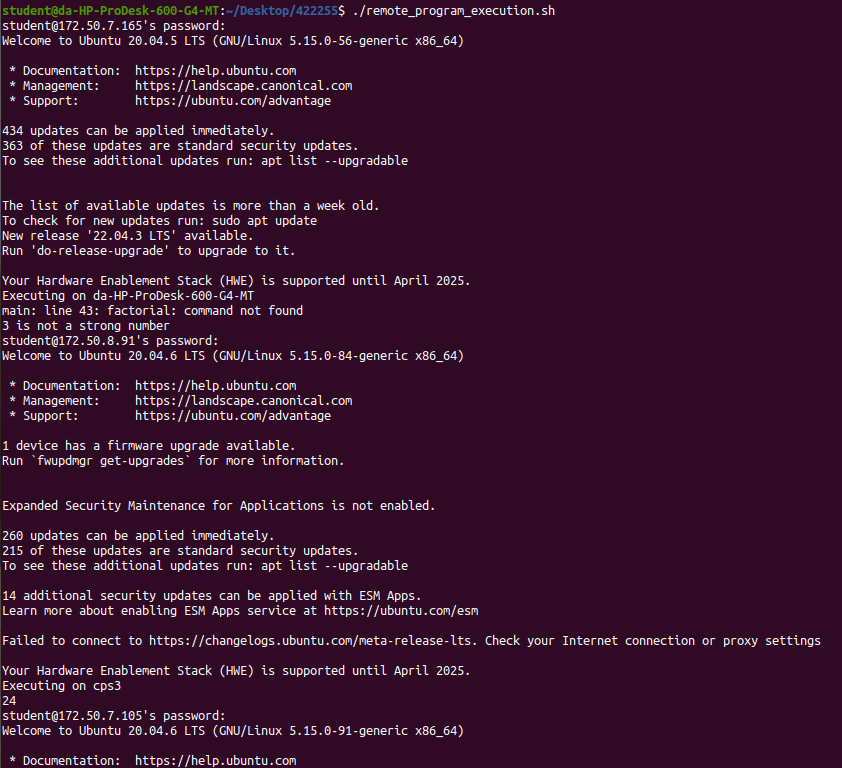 student@da-HP-ProDesk-600-G4-MT:~/Desktop/422255$ ./remote_program_execution.sh
student@172.50.7.165's password:
Welcome to Ubuntu 20.04.5 LTS (GNU/Linux 5.15.0-56-generic x86_64)
* Documentation:  https://help.ubuntu.com
* Management:     https://landscape.canonical.com
* Support:        https://ubuntu.com/advantage
434 updates can be applied immediately.
363 of these updates are standard security updates.
To see these additional updates run: apt list --upgradable
The list of available updates is more than a week old.
To check for new updates run: sudo apt update
New release '22.04.3 LTS' available.
Run 'do-release-upgrade' to upgrade to it.
Your Hardware Enablement Stack (HWE) is supported until April 2025.
Executing on da-HP-ProDesk-600-G4-MT
main: line 43: factorial: command not found
3 is not a strong number
student@172.50.8.91's password:
Welcome to Ubuntu 20.04.6 LTS (GNU/Linux 5.15.0-84-generic x86_64)
* Documentation:  https://help.ubuntu.com
* Management:     https://landscape.canonical.com
* Support:        https://ubuntu.com/advantage
1 device has a firmware upgrade available.
Run `fwupdmgr get-upgrades` for more information.
Expanded Security Maintenance for Applications is not enabled.
260 updates can be applied immediately.
215 of these updates are standard security updates.
To see these additional updates run: apt list --upgradable
14 additional security updates can be applied with ESM Apps.
Learn more about enabling ESM Apps service at https://ubuntu.com/esm
Failed to connect to https://changelogs.ubuntu.com/meta-release-lts. Check your Internet connection or proxy settings
Your Hardware Enablement Stack (HWE) is supported until April 2025.
Executing on cps3
24
student@172.50.7.105's password:
Welcome to Ubuntu 20.04.6 LTS (GNU/Linux 5.15.0-91-generic x86_64)
* Documentation:  https://help.ubuntu.com